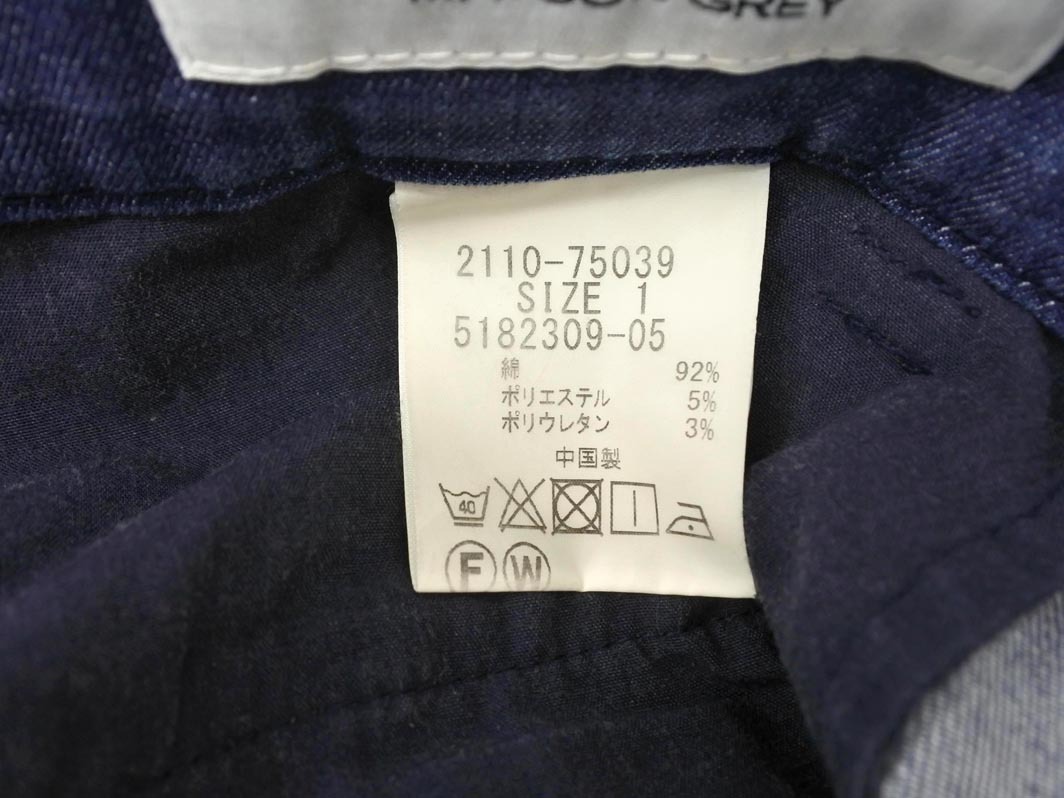 GREY
2110-75039
SIZE 1
5182309-05
綿 92%
ポリエステル 5%
ポリウレタン 3%
中国製
40
F W